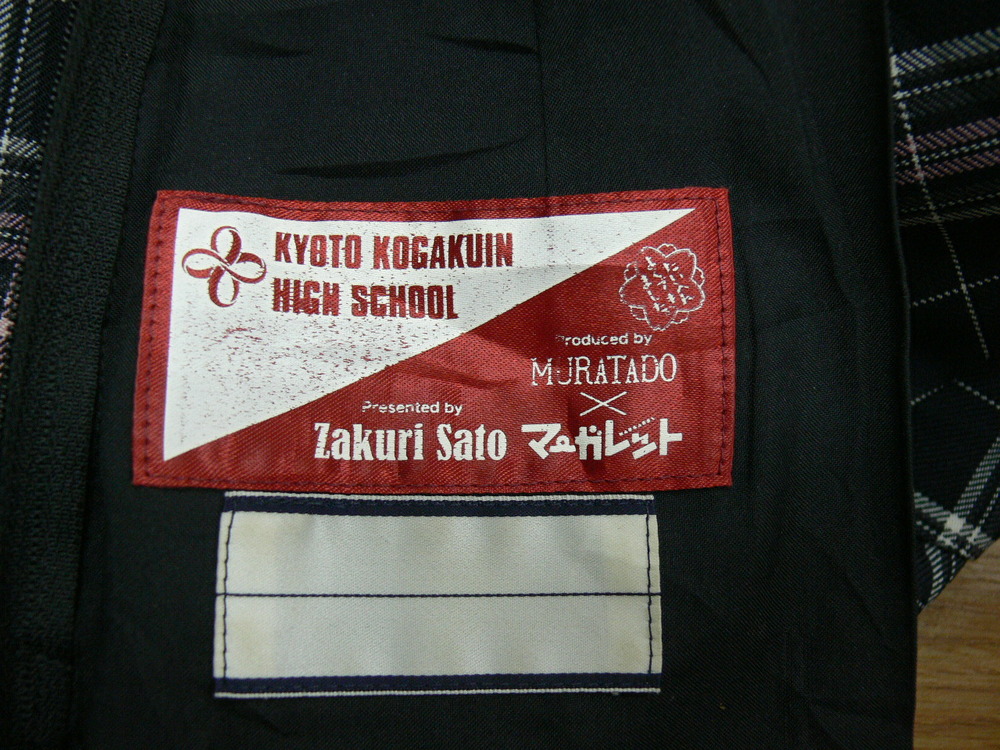 KYOTO KOGAKUIN
HIGH SCHOOL
Produced by
MURATADO
×
Presented by
Zakuri Sato マーガレット